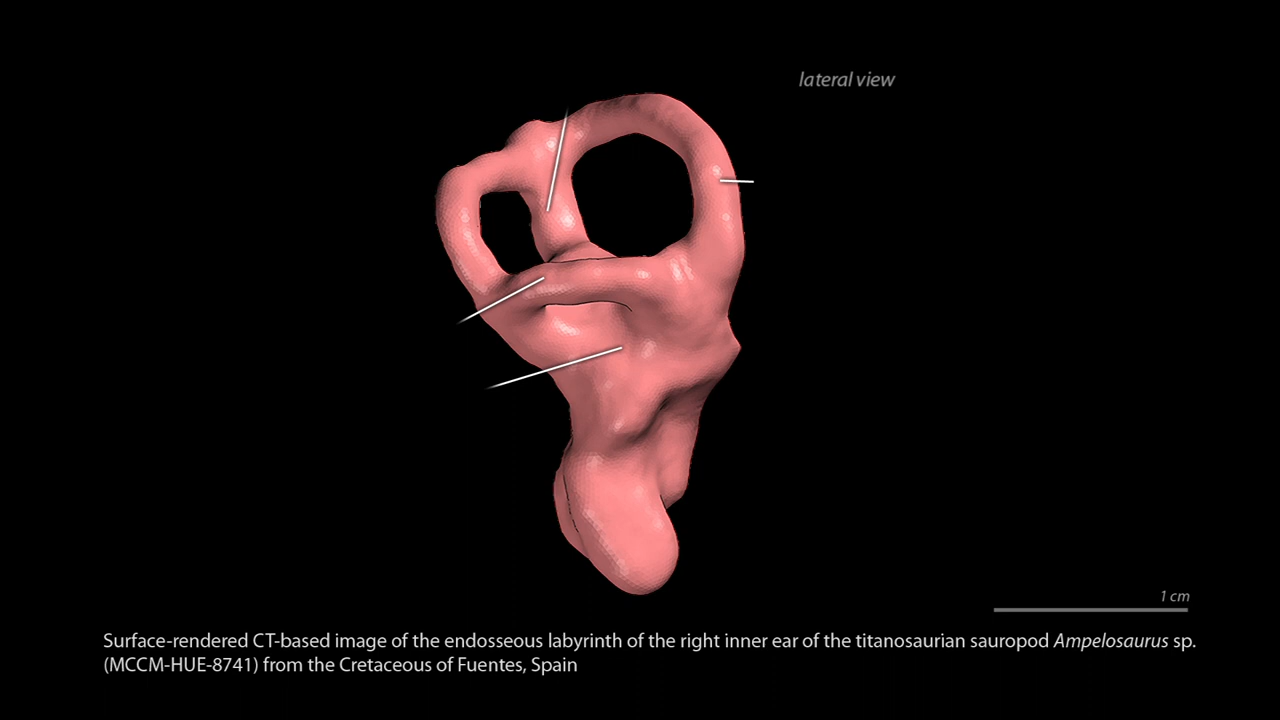 lateral view
1 cm
Surface-rendered CT-based image of the endosseous labyrinth of the right inner ear of the titanosaurian sauropod Ampelosaurus sp.
(MCCM-HUE-8741) from the Cretaceous of Fuentes, Spain